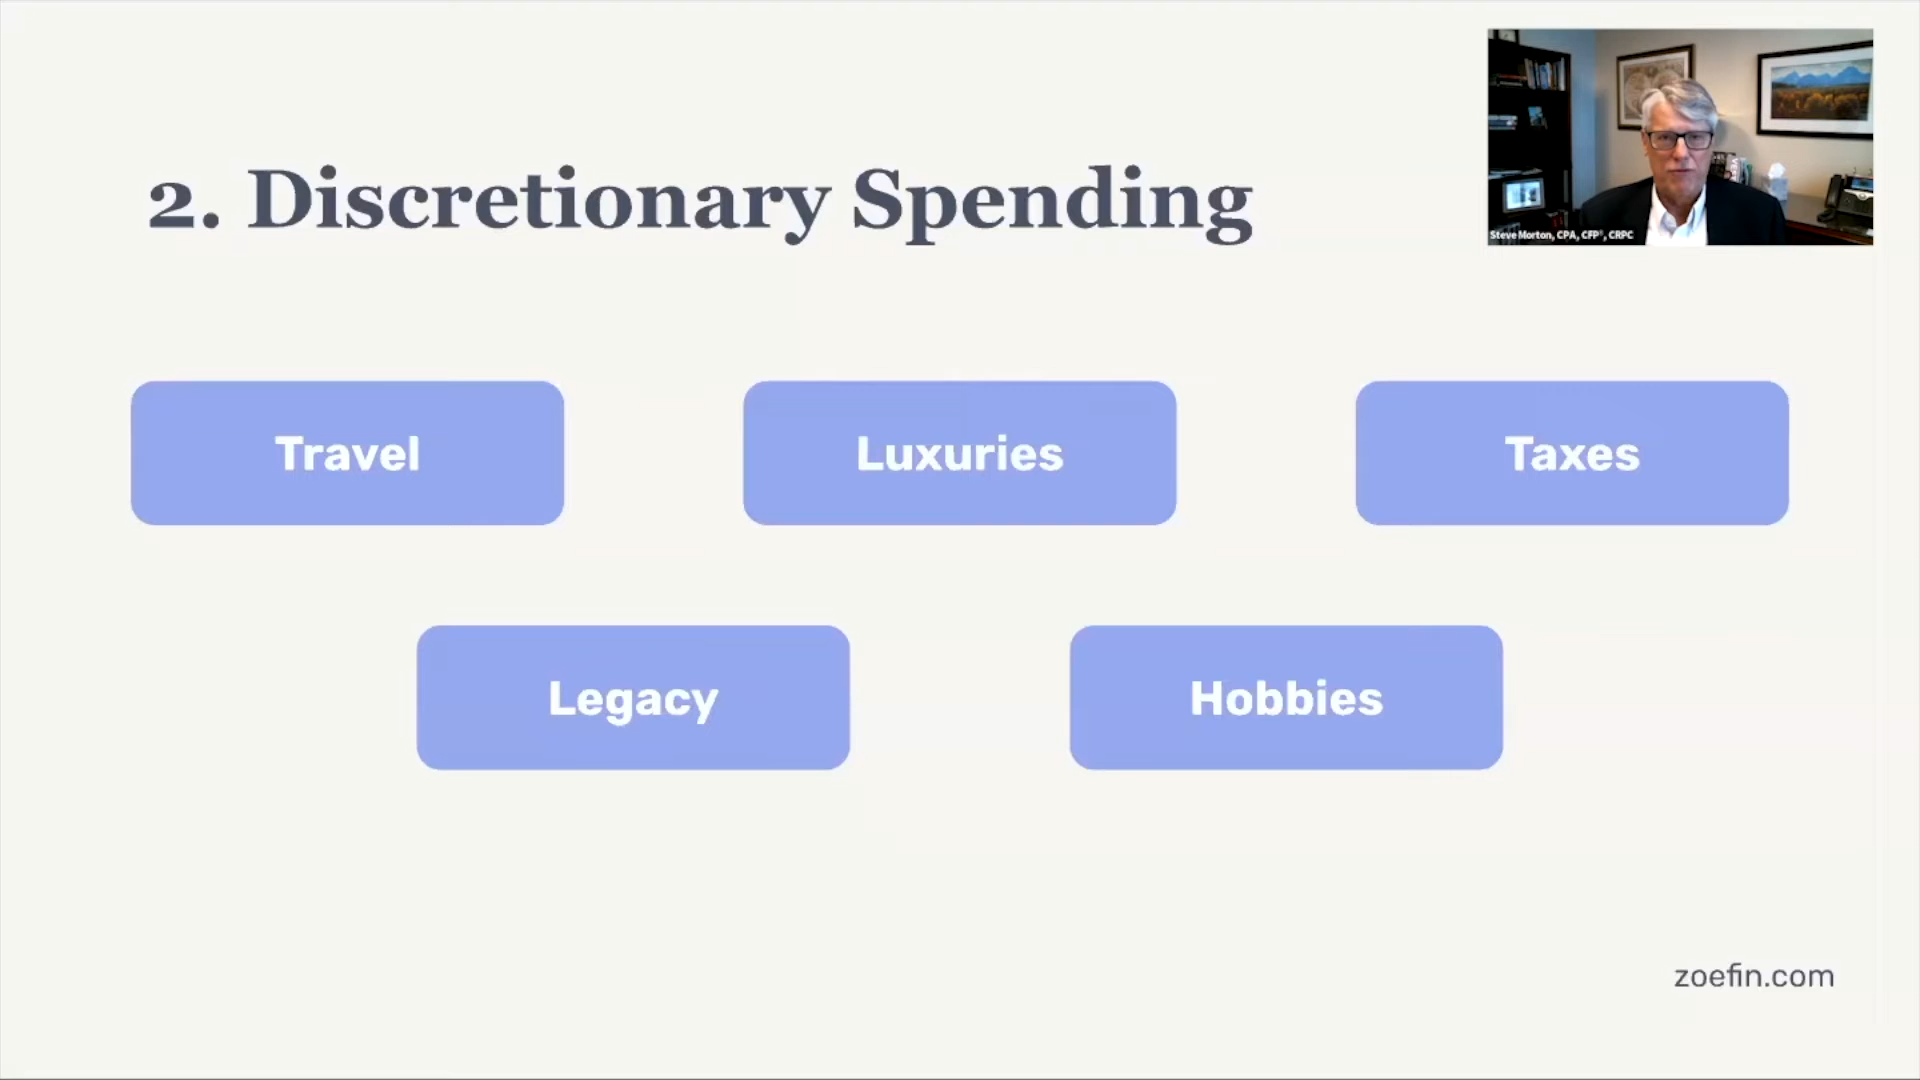 2. Discretionary Spending
Steve Morton, CPA, CFP®, CRPC
Travel
Luxuries
Taxes
Legacy
Hobbies
zoefin.com